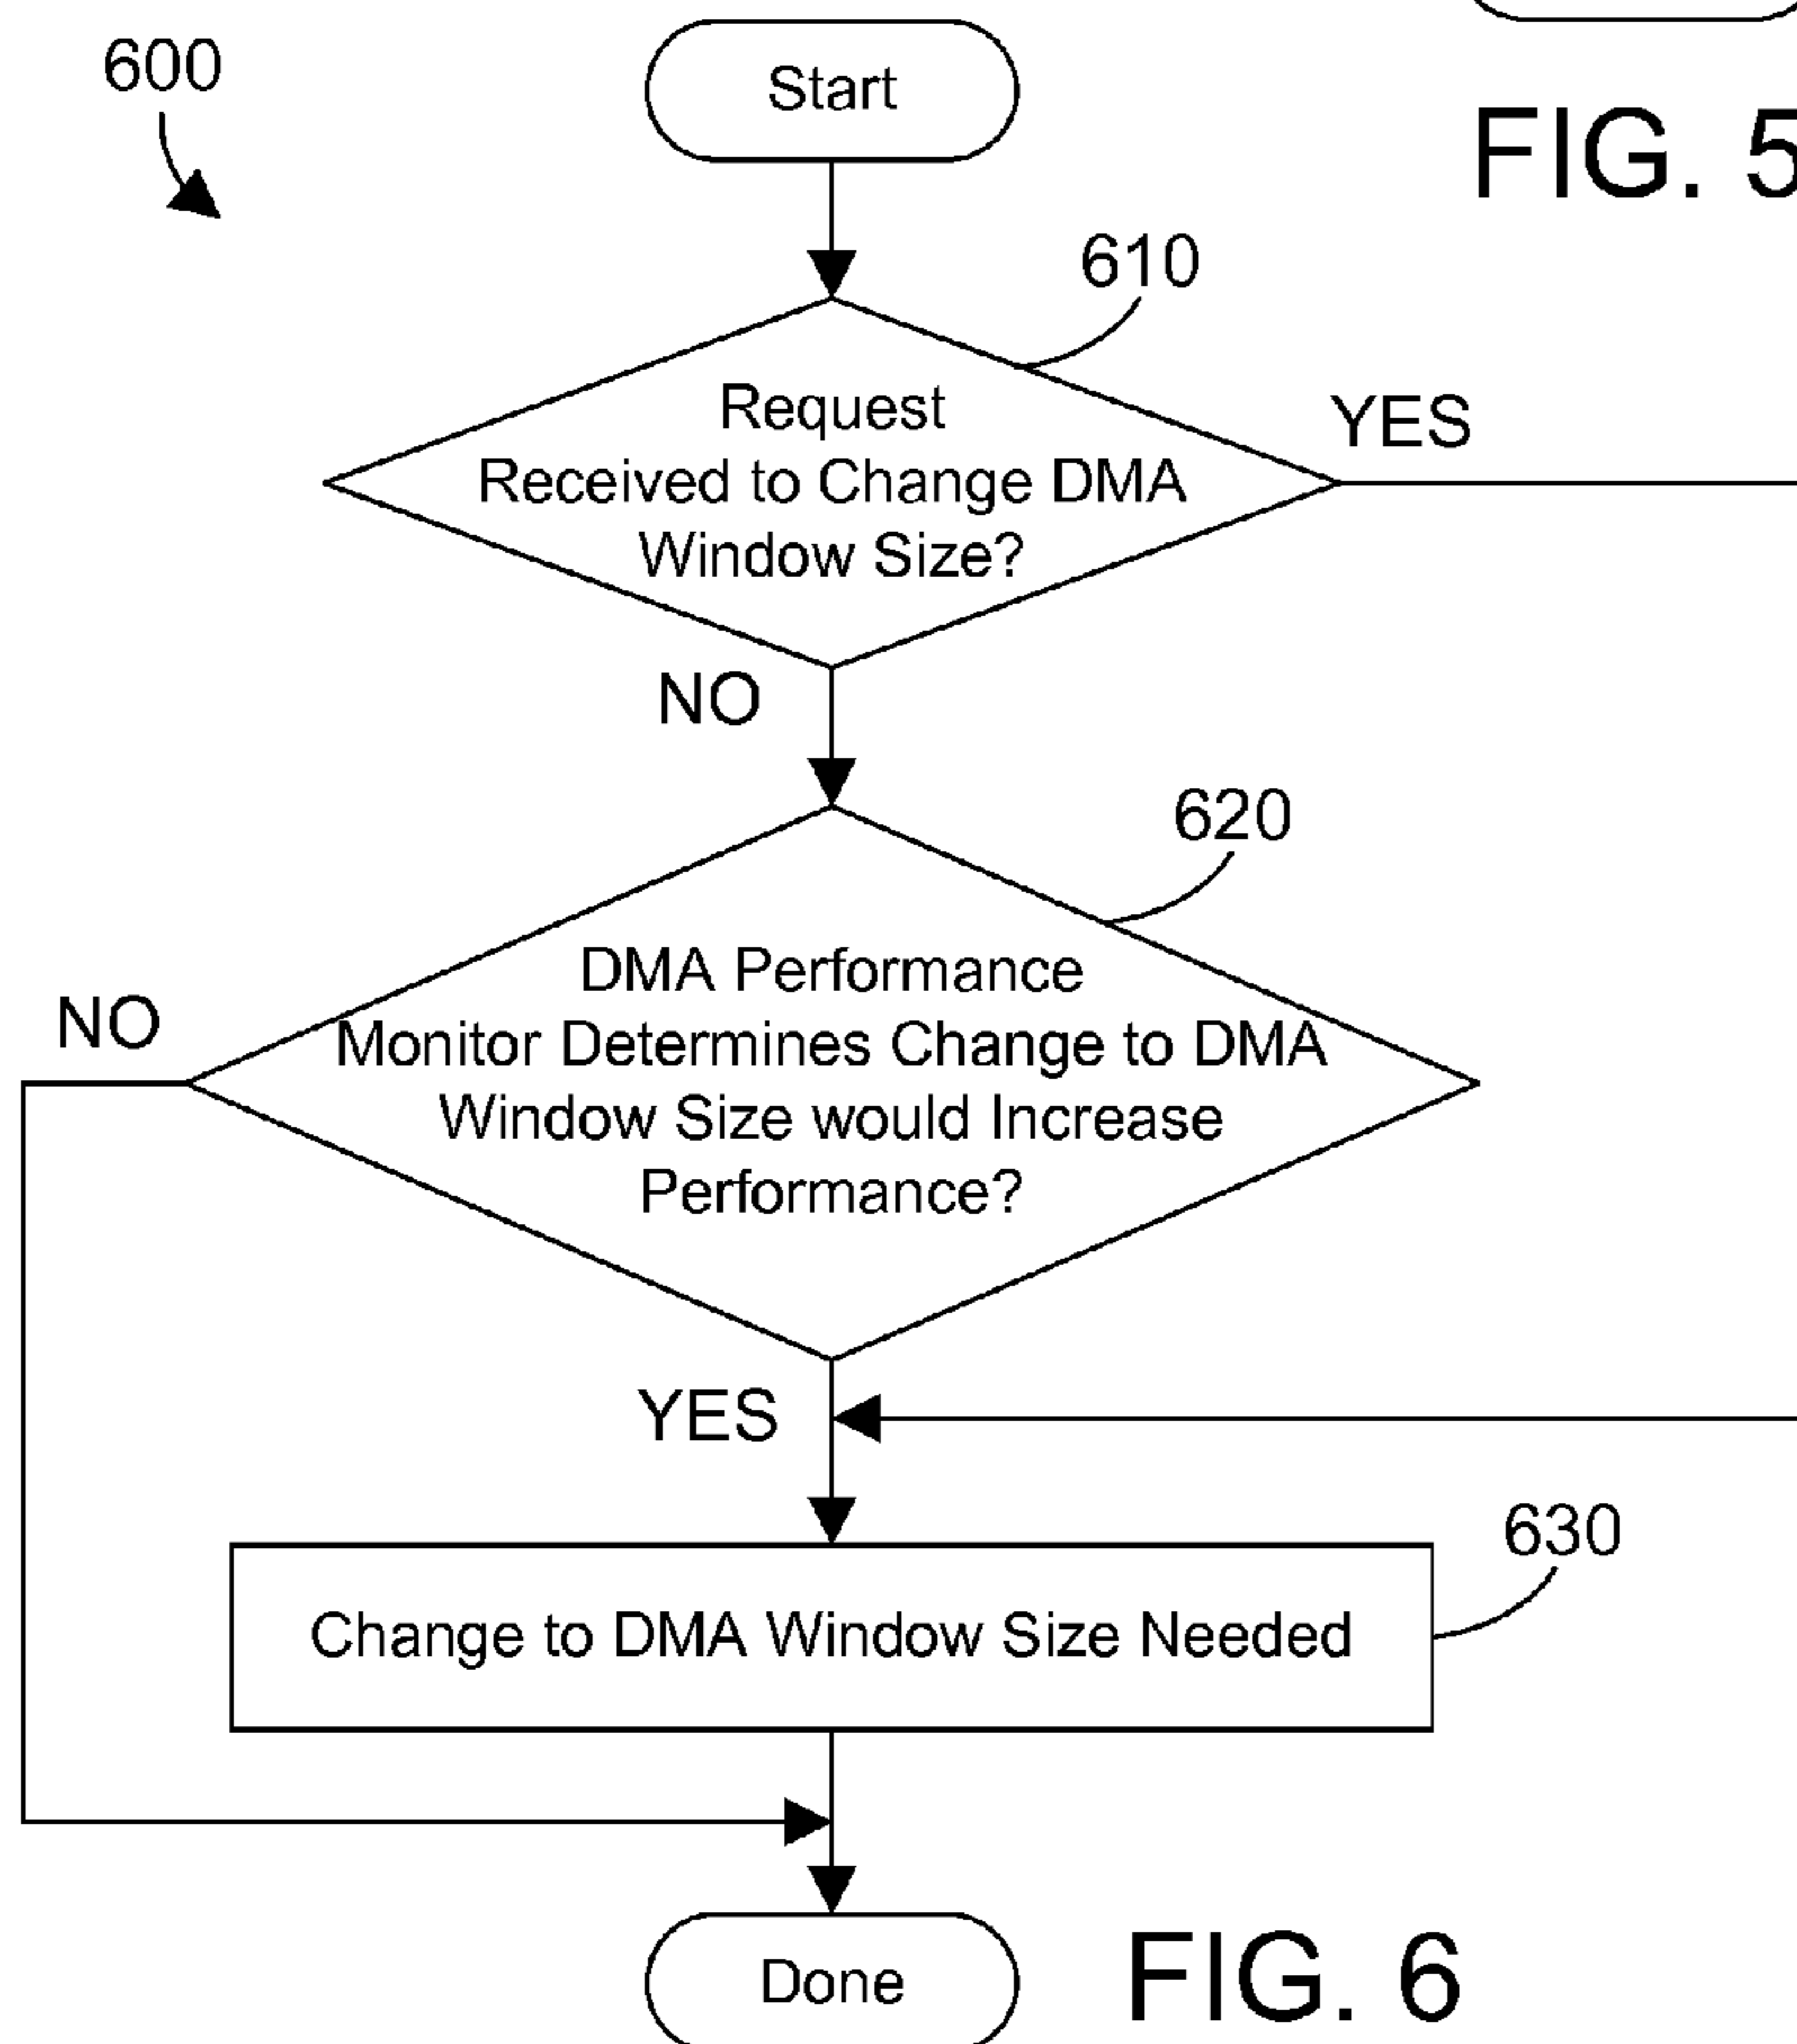 600
Start
FIG. 5
610
Request
Received to Change DMA
Window Size?
YES
NO
620
DMA Performance
Monitor Determines Change to DMA
Window Size would Increase
Performance?
NO
YES
630
Change to DMA Window Size Needed
Done
FIG. 6